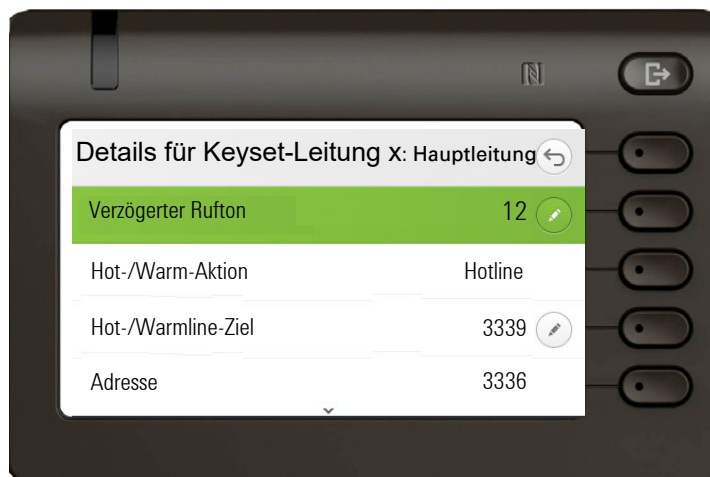 Details für Keyset-Leitung X: Hauptleitung
Verzögerter Rufton 12
Hot-/Warm-Aktion Hotline
Hot-/Warmline-Ziel 3339
Adresse 3336